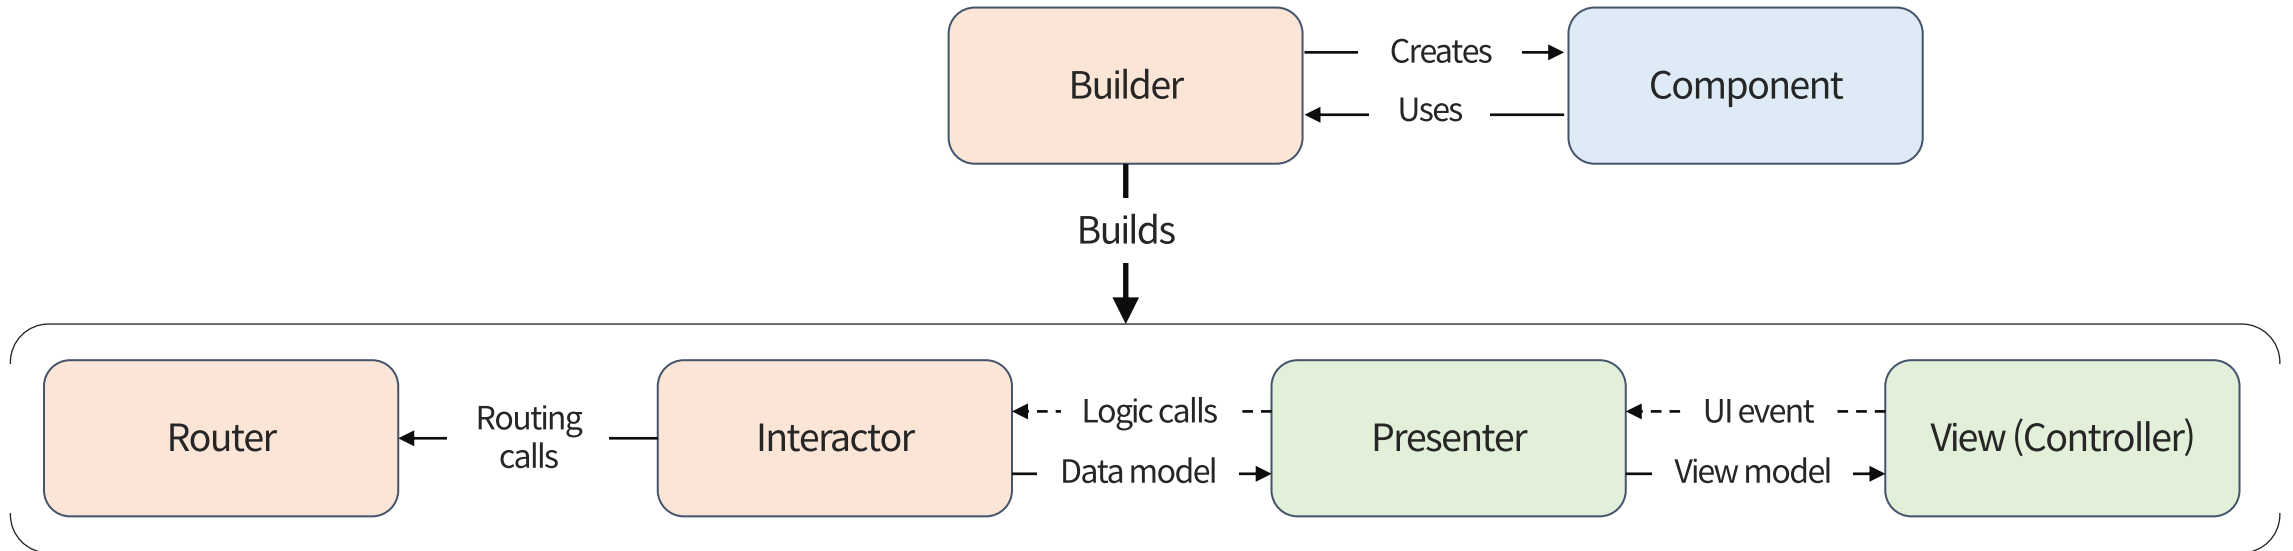 Builder
Creates
Component
Uses
Builds
Router
Routing
calls
Interactor
Logic calls
Data model
Presenter
UI event
View model
View (Controller)